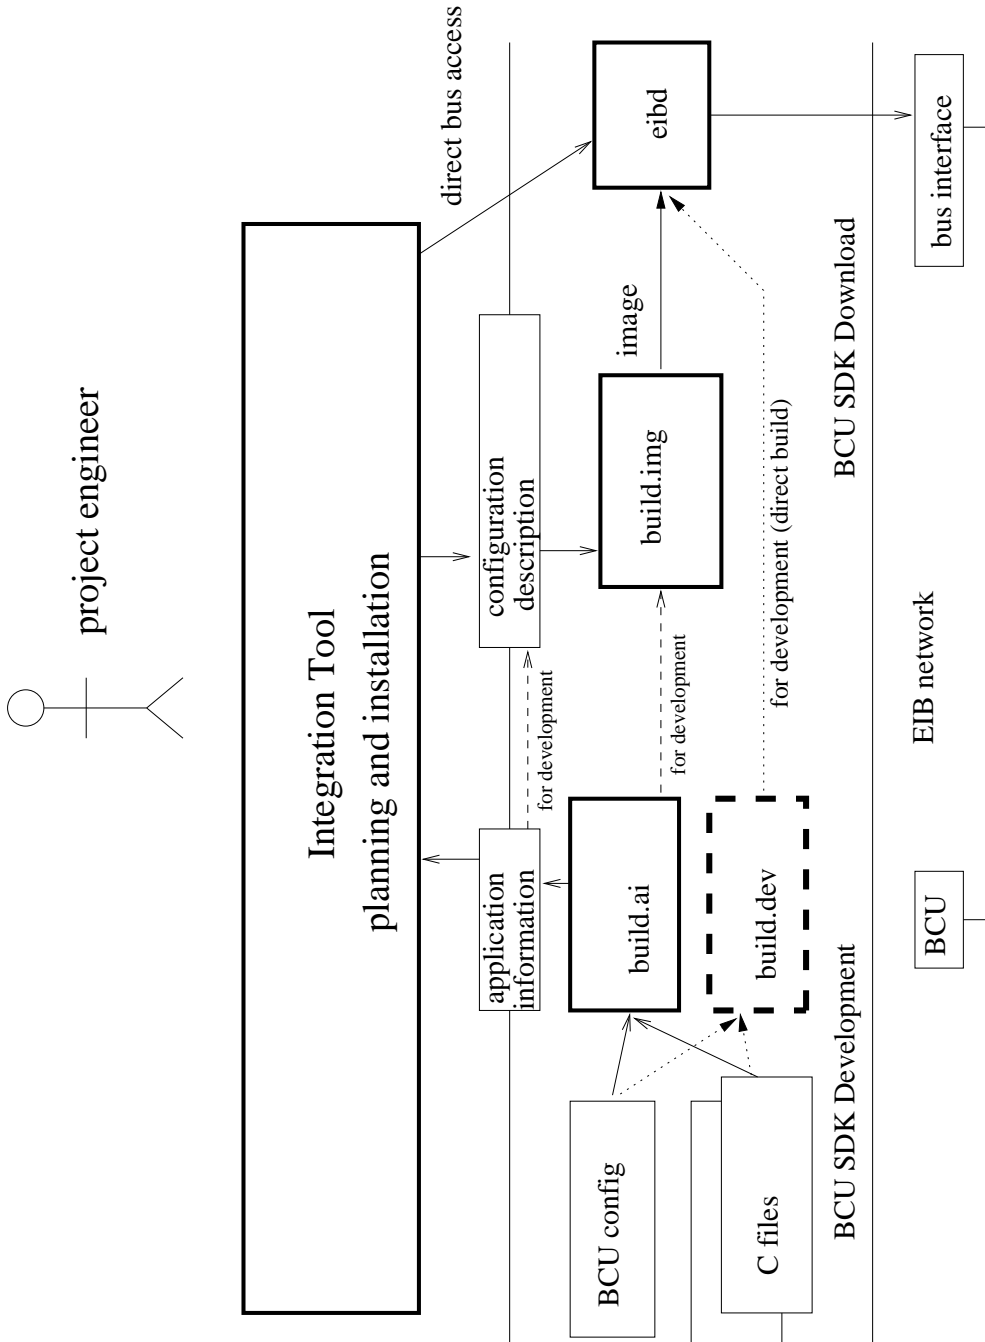 project engineer
Integration Tool
planning and installation
direct bus access
application
information
for development
configuration
description
build.ai
for development
build.img
image
eibd
build.dev
for development (direct build)
BCU config
C files
BCU SDK Development
BCU SDK Download
BCU
EIB network
bus interface